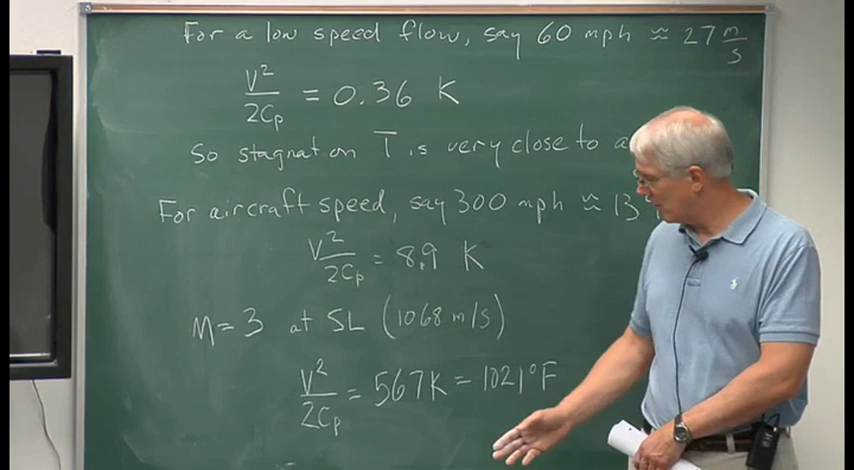 For a low speed flow, say 60 mph ≈ 27 m/s
V²/2Cp = 0.36 K
So stagnation T is very close to
For aircraft speed, say 300 mph ≈ 13
V²/2Cp = 8.9 K
M = 3 at SL (1068 m/s)
V²/2Cp = 567K = 1021°F